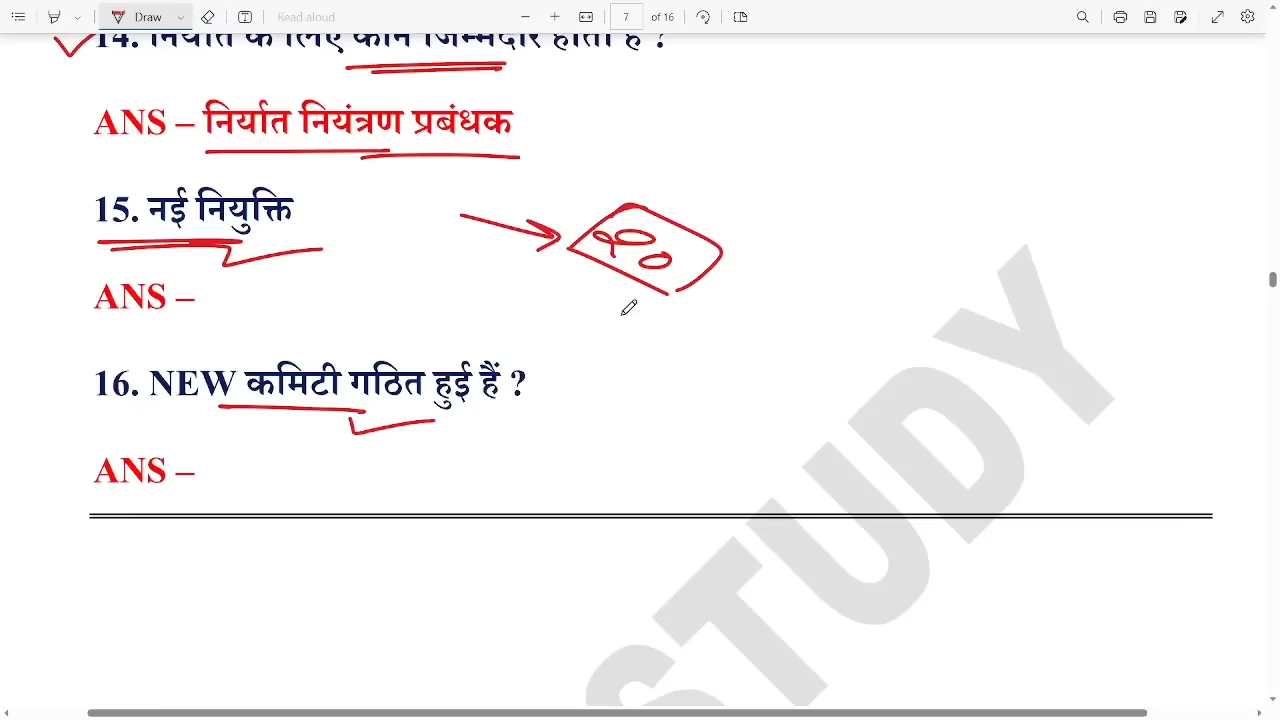 Draw
Read aloud
7 of 16
14. निर्यात के लिए कौन जिम्मेदार होता है ?
ANS – निर्यात नियंत्रण प्रबंधक
15. नई नियुक्ति
ANS –
16. NEW कमिटी गठित हुई हैं ?
ANS –
STUDY